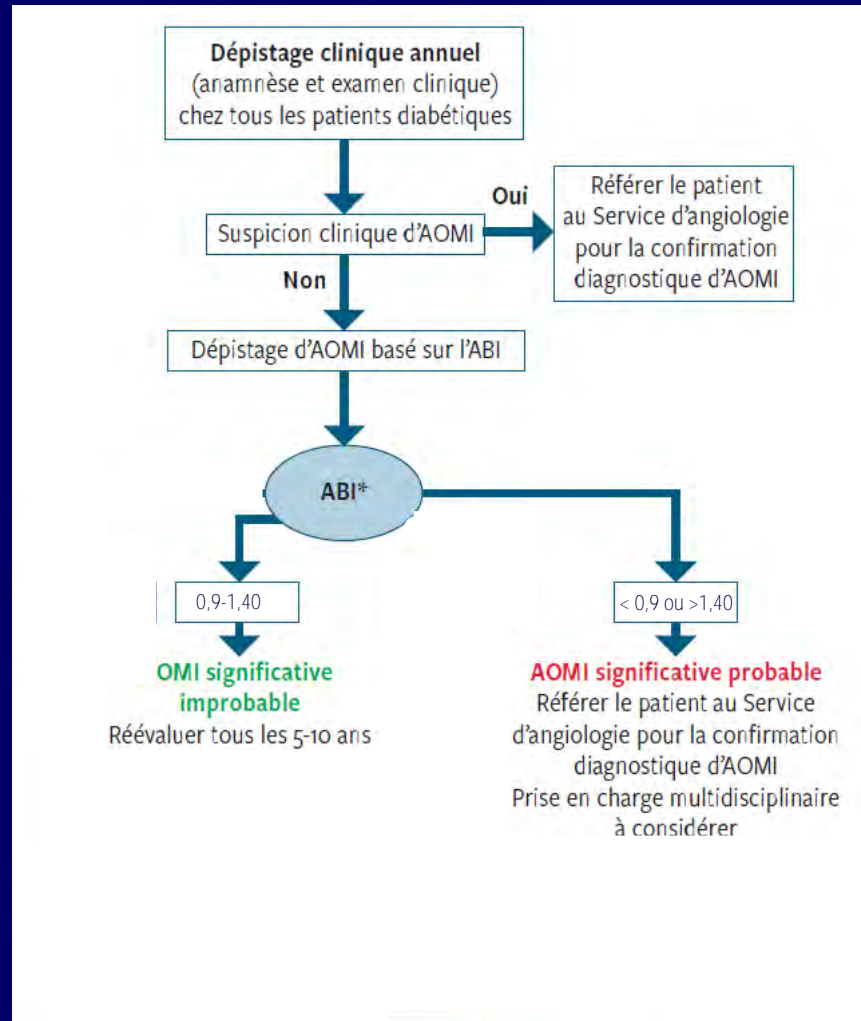 Dépistage clinique annuel
(anamnèse et examen clinique)
chez tous les patients diabétiques
Suspicion clinique d'AOMI
Oui
Référer le patient
au Service d'angiologie
pour la confirmation
diagnostique d'AOMI
Non
Dépistage d'AOMI basé sur l'ABI
ABI*
0,9-1,40
OMI significative
improbable
Réévaluer tous les 5-10 ans
< 0,9 ou >1,40
AOMI significative probable
Référer le patient au Service
d'angiologie pour la confirmation
diagnostique d'AOMI
Prise en charge multidisciplinaire
à considérer